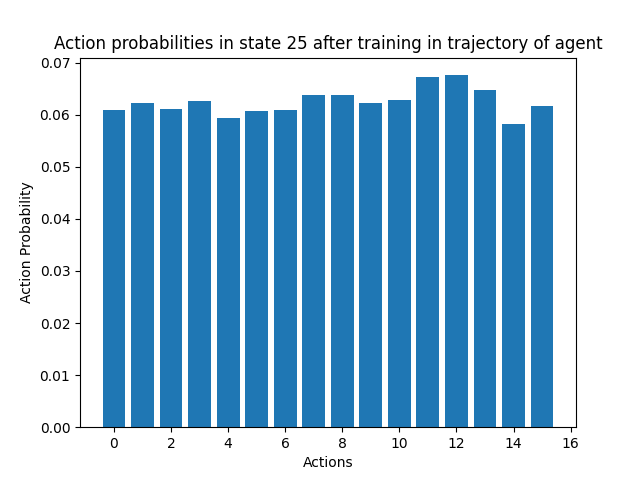 Action probabilities in state 25 after training in trajectory of agent
0.07
0.06
0.05
0.04
0.03
0.02
0.01
0.00
Action Probability
0 2 4 6 8 10 12 14 16
Actions